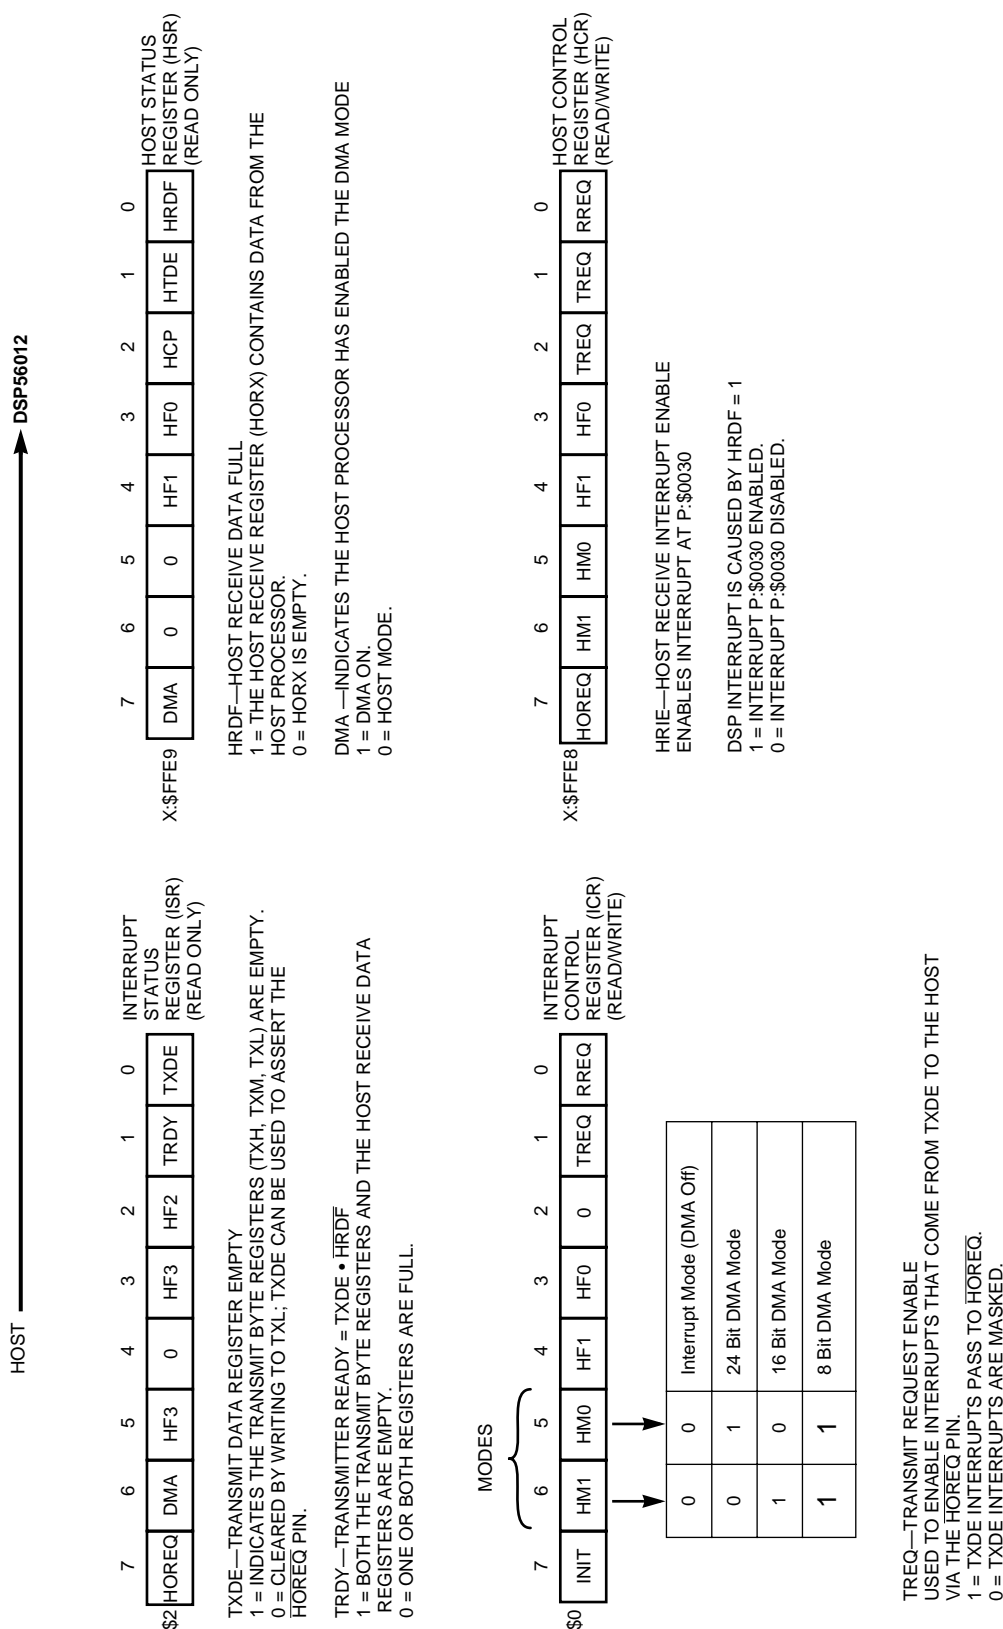 HOST
DSP56012
7 6 5 4 3 2 1 0
$2 HOREQ DMA HF3 0 HF3 HF2 TRDY TXDE
INTERRUPT
STATUS
REGISTER (ISR)
(READ ONLY)
TXDE—TRANSMIT DATA REGISTER EMPTY
1 = INDICATES THE TRANSMIT BYTE REGISTERS (TXH, TXM, TXL) ARE EMPTY.
0 = CLEARED BY WRITING TO TXL; TXDE CAN BE USED TO ASSERT THE
HOREQ PIN.
TRDY—TRANSMITTER READY = TXDE • HRDF
1 = BOTH THE TRANSMIT BYTE REGISTERS AND THE HOST RECEIVE DATA
REGISTERS ARE EMPTY.
0 = ONE OR BOTH REGISTERS ARE FULL.
7 6 5 4 3 2 1 0
X:$FFE9 DMA 0 0 HF1 HF0 HCP HTDE HRDF
HOST STATUS
REGISTER (HSR)
(READ ONLY)
HRDF—HOST RECEIVE DATA FULL
1 = THE HOST RECEIVE REGISTER (HORX) CONTAINS DATA FROM THE
HOST PROCESSOR.
0 = HORX IS EMPTY.
DMA —INDICATES THE HOST PROCESSOR HAS ENABLED THE DMA MODE
1 = DMA ON.
0 = HOST MODE.
MODES
7 6 5 4 3 2 1 0
$0 INIT HM1 HM0 HF1 HF0 0 TREQ RREQ
INTERRUPT
CONTROL
REGISTER (ICR)
(READ/WRITE)
0 0 Interrupt Mode (DMA Off)
0 1 24 Bit DMA Mode
1 0 16 Bit DMA Mode
1 1 8 Bit DMA Mode
TREQ—TRANSMIT REQUEST ENABLE
USED TO ENABLE INTERRUPTS THAT COME FROM TXDE TO THE HOST
VIA THE HOREQ PIN.
1 = TXDE INTERRUPTS PASS TO HOREQ.
0 = TXDE INTERRUPTS ARE MASKED.
7 6 5 4 3 2 1 0
X:$FFE8 HOREQ HM1 HM0 HF1 HF0 TREQ TREQ RREQ
HOST CONTROL
REGISTER (HCR)
(READ/WRITE)
HRIE—HOST RECEIVE INTERRUPT ENABLE
ENABLES INTERRUPT AT P:$0030
DSP INTERRUPT IS CAUSED BY HRDF = 1
1 = INTERRUPT P:$0030 ENABLED.
0 = INTERRUPT P:$0030 DISABLED.